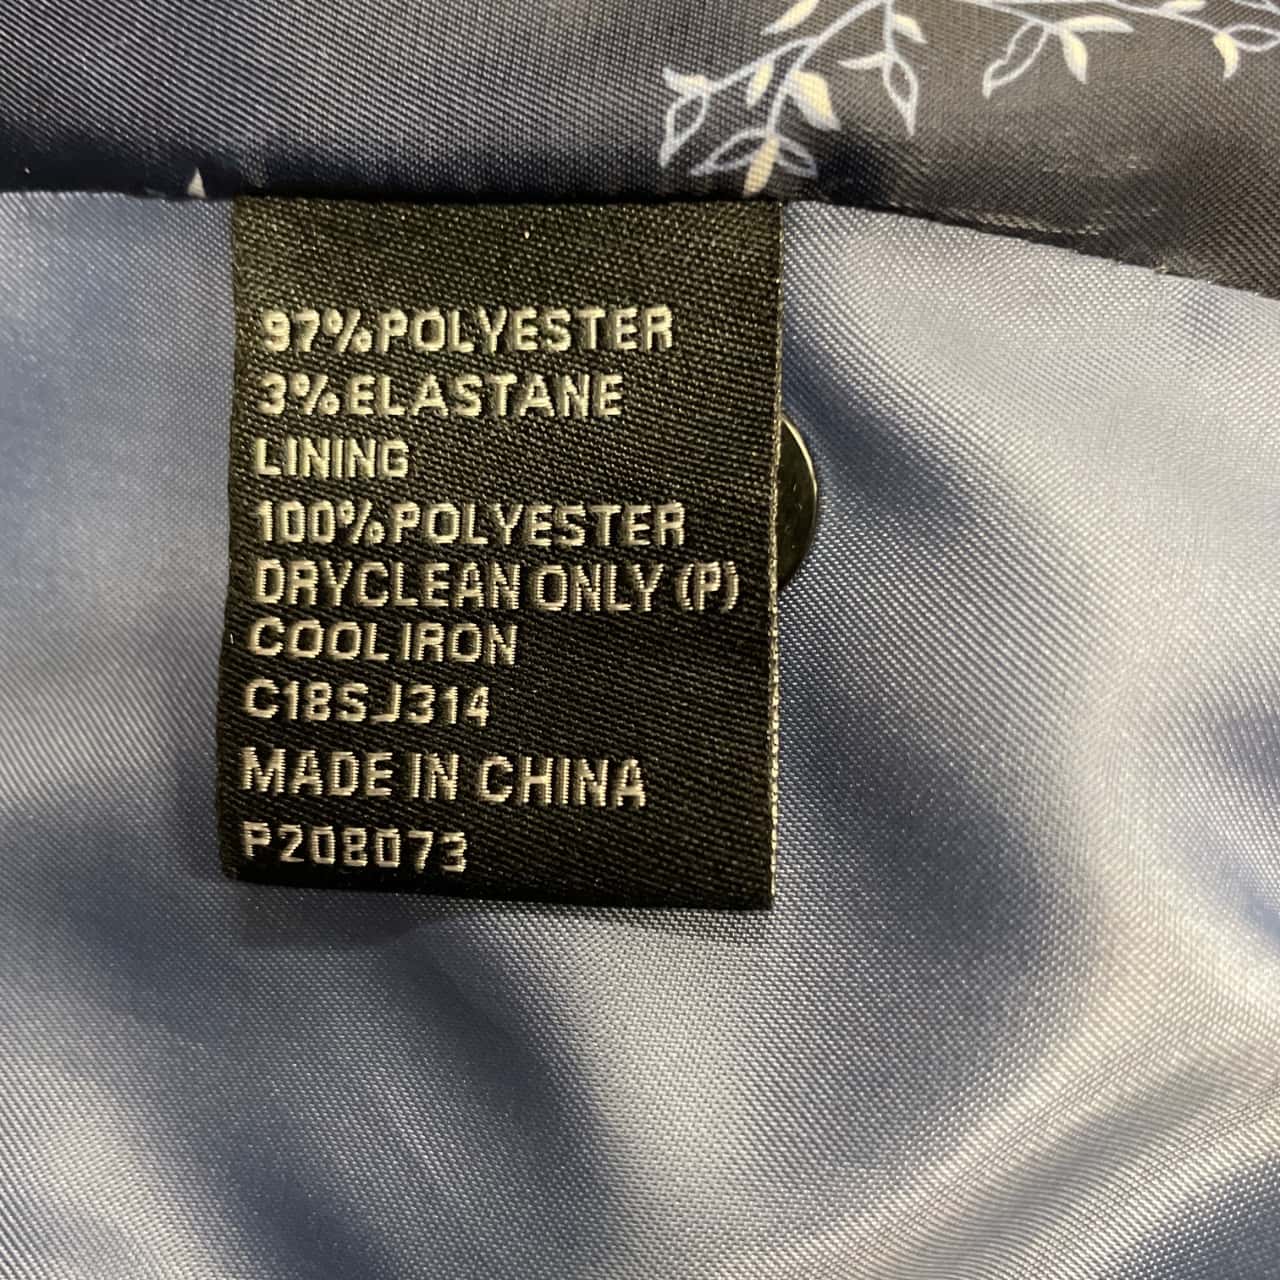 97% POLYESTER
3% ELASTANE
LINING
100% POLYESTER
DRYCLEAN ONLY (P)
COOL IRON
C18SJ314
MADE IN CHINA
P208073